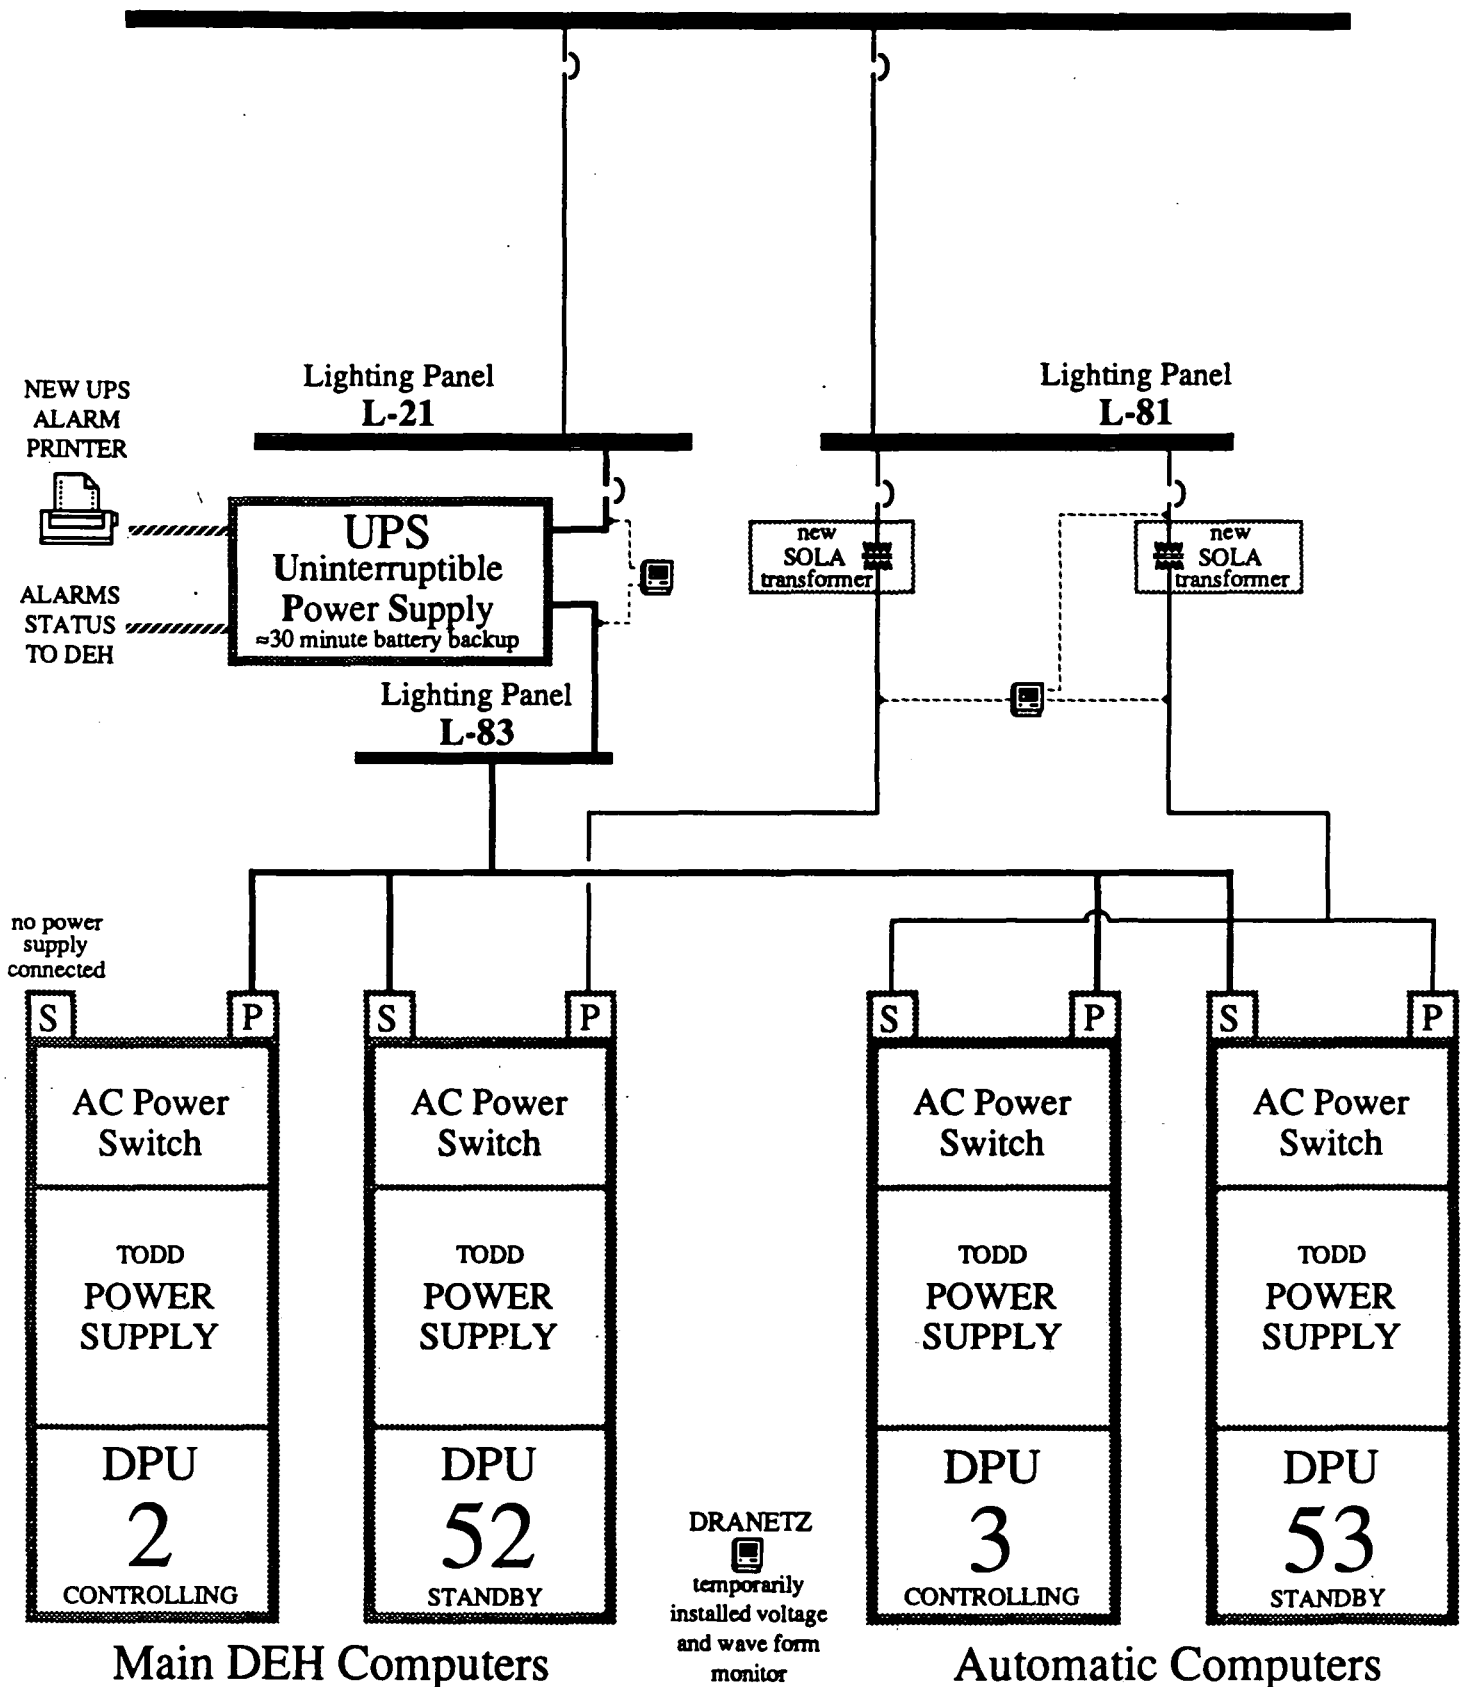 Lighting Panel
L-21
Lighting Panel
L-81
NEW UPS
ALARM
PRINTER
UPS
Uninterruptible
Power Supply
≈30 minute battery backup
new
SOLA
transformer
new
SOLA
transformer
ALARMS
STATUS
TO DEH
Lighting Panel
L-83
no power
supply
connected
S
P
S
P
S
P
S
P
AC Power
Switch
AC Power
Switch
AC Power
Switch
AC Power
Switch
TODD
POWER
SUPPLY
TODD
POWER
SUPPLY
TODD
POWER
SUPPLY
TODD
POWER
SUPPLY
DPU
2
CONTROLLING
DPU
52
STANDBY
DRANETZ
temporarily
installed voltage
and wave form
monitor
DPU
3
CONTROLLING
DPU
53
STANDBY
Main DEH Computers
Automatic Computers